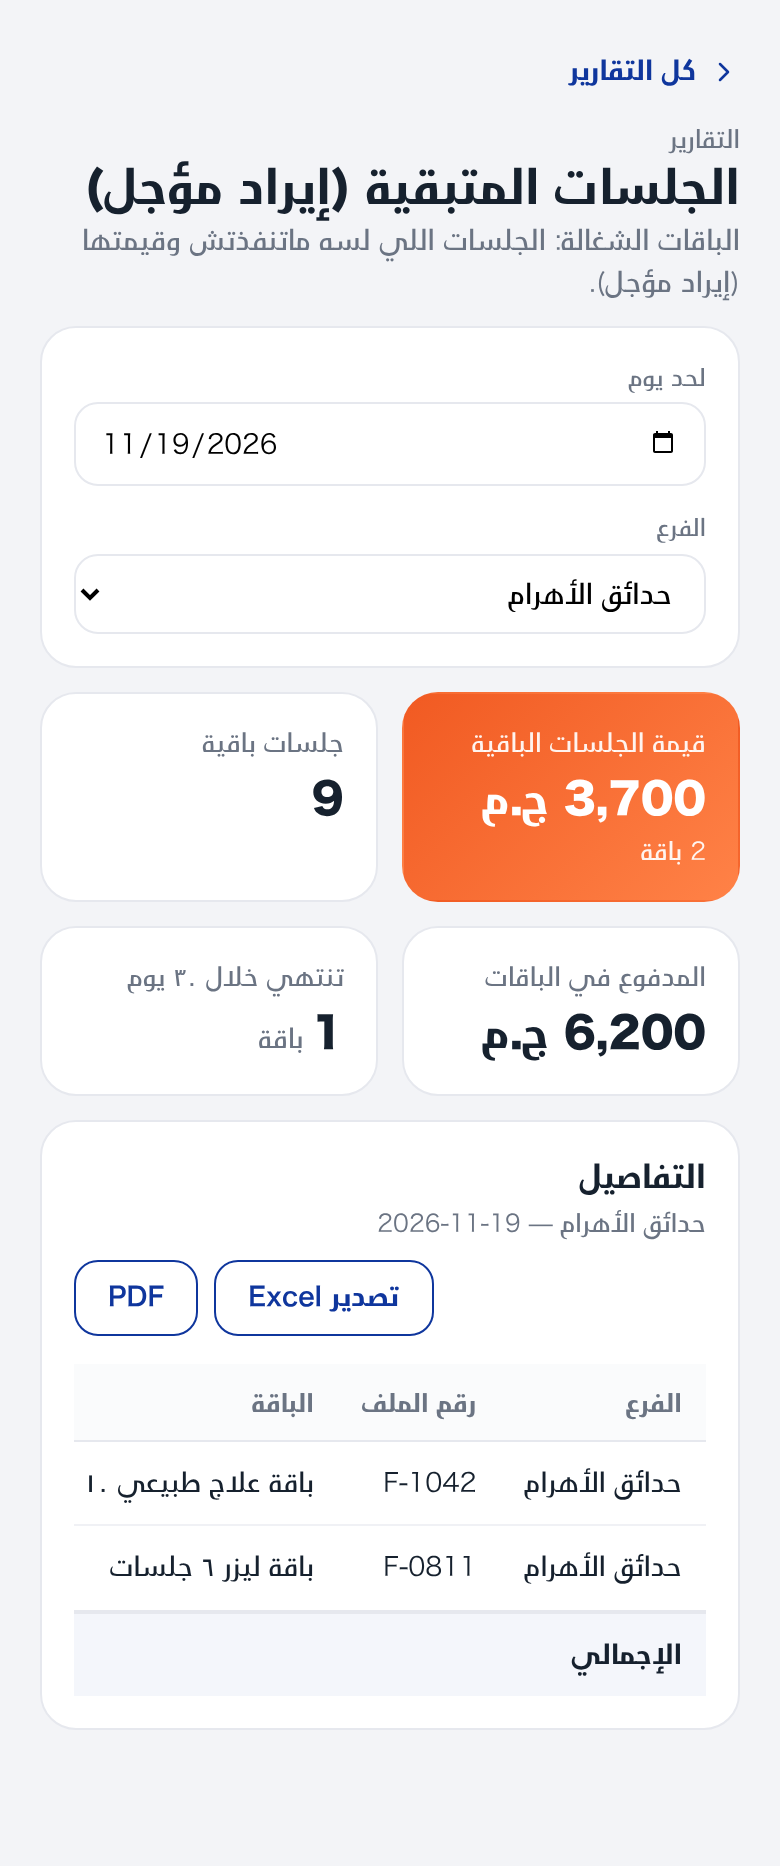 كل التقارير
التقارير
الجلسات المتبقية (إيراد مؤجل)
الباقات الشغالة: الجلسات اللي لسه ماتنفذتش وقيمتها
(إيراد مؤجل).
لحد يوم
11/19/2026
الفرع
حدائق الأهرام
قيمة الجلسات الباقية
3,700 ج.م
2 باقة
جلسات باقية
9
المدفوع في الباقات
6,200 ج.م
تنتهي خلال ٣٠ يوم
1 باقة
التفاصيل
حدائق الأهرام — 2026-11-19
تصدير Excel
PDF
الفرع رقم الملف الباقة
حدائق الأهرام F-1042 باقة علاج طبيعي ١٠
حدائق الأهرام F-0811 باقة ليزر ٦ جلسات
الإجمالي